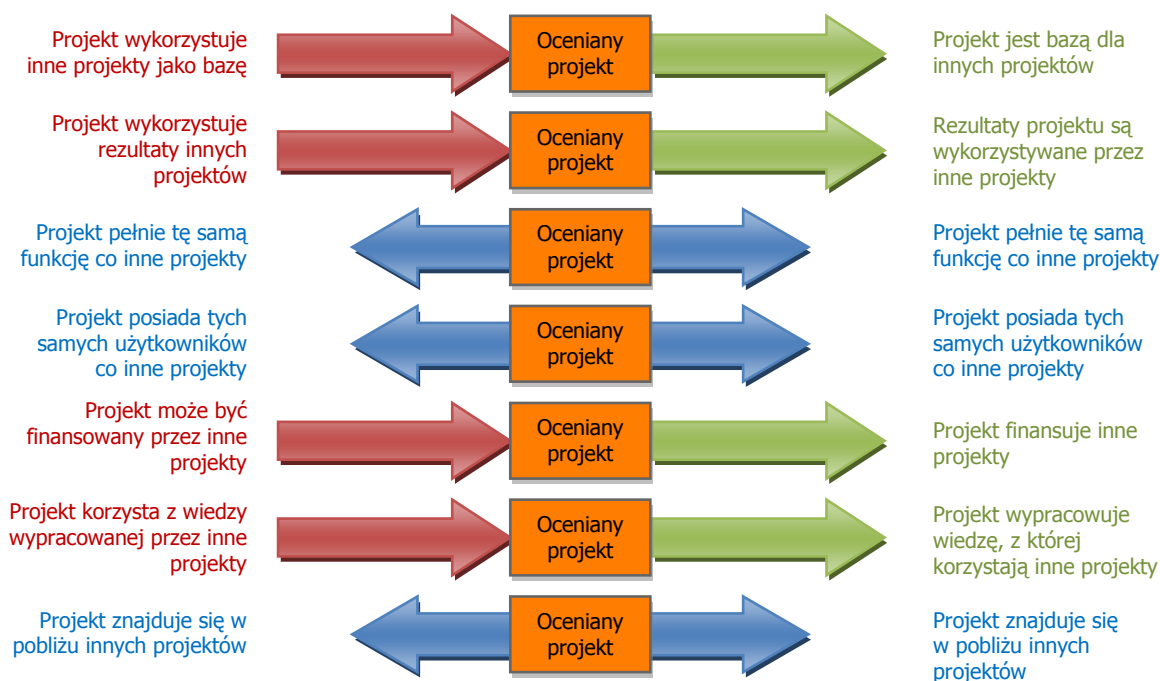 Projekt wykorzystuje
inne projekty jako bazę
Oceniany
projekt
Projekt jest bazą dla
innych projektów
Projekt wykorzystuje
rezultaty innych
projektów
Oceniany
projekt
Rezultaty projektu są
wykorzystywane przez
inne projekty
Projekt pełnie tę samą
funkcję co inne projekty
Oceniany
projekt
Projekt pełnie tę samą
funkcję co inne projekty
Projekt posiada tych
samych użytkowników
co inne projekty
Oceniany
projekt
Projekt posiada tych
samych użytkowników
co inne projekty
Projekt może być
finansowany przez inne
projekty
Oceniany
projekt
Projekt finansuje inne
projekty
Projekt korzysta z wiedzy
wypracowanej przez inne
projekty
Oceniany
projekt
Projekt wypracowuje
wiedzę, z której
korzystają inne projekty
Projekt znajduje się w
pobliżu innych projektów
Oceniany
projekt
Projekt znajduje się
w pobliżu innych
projektów